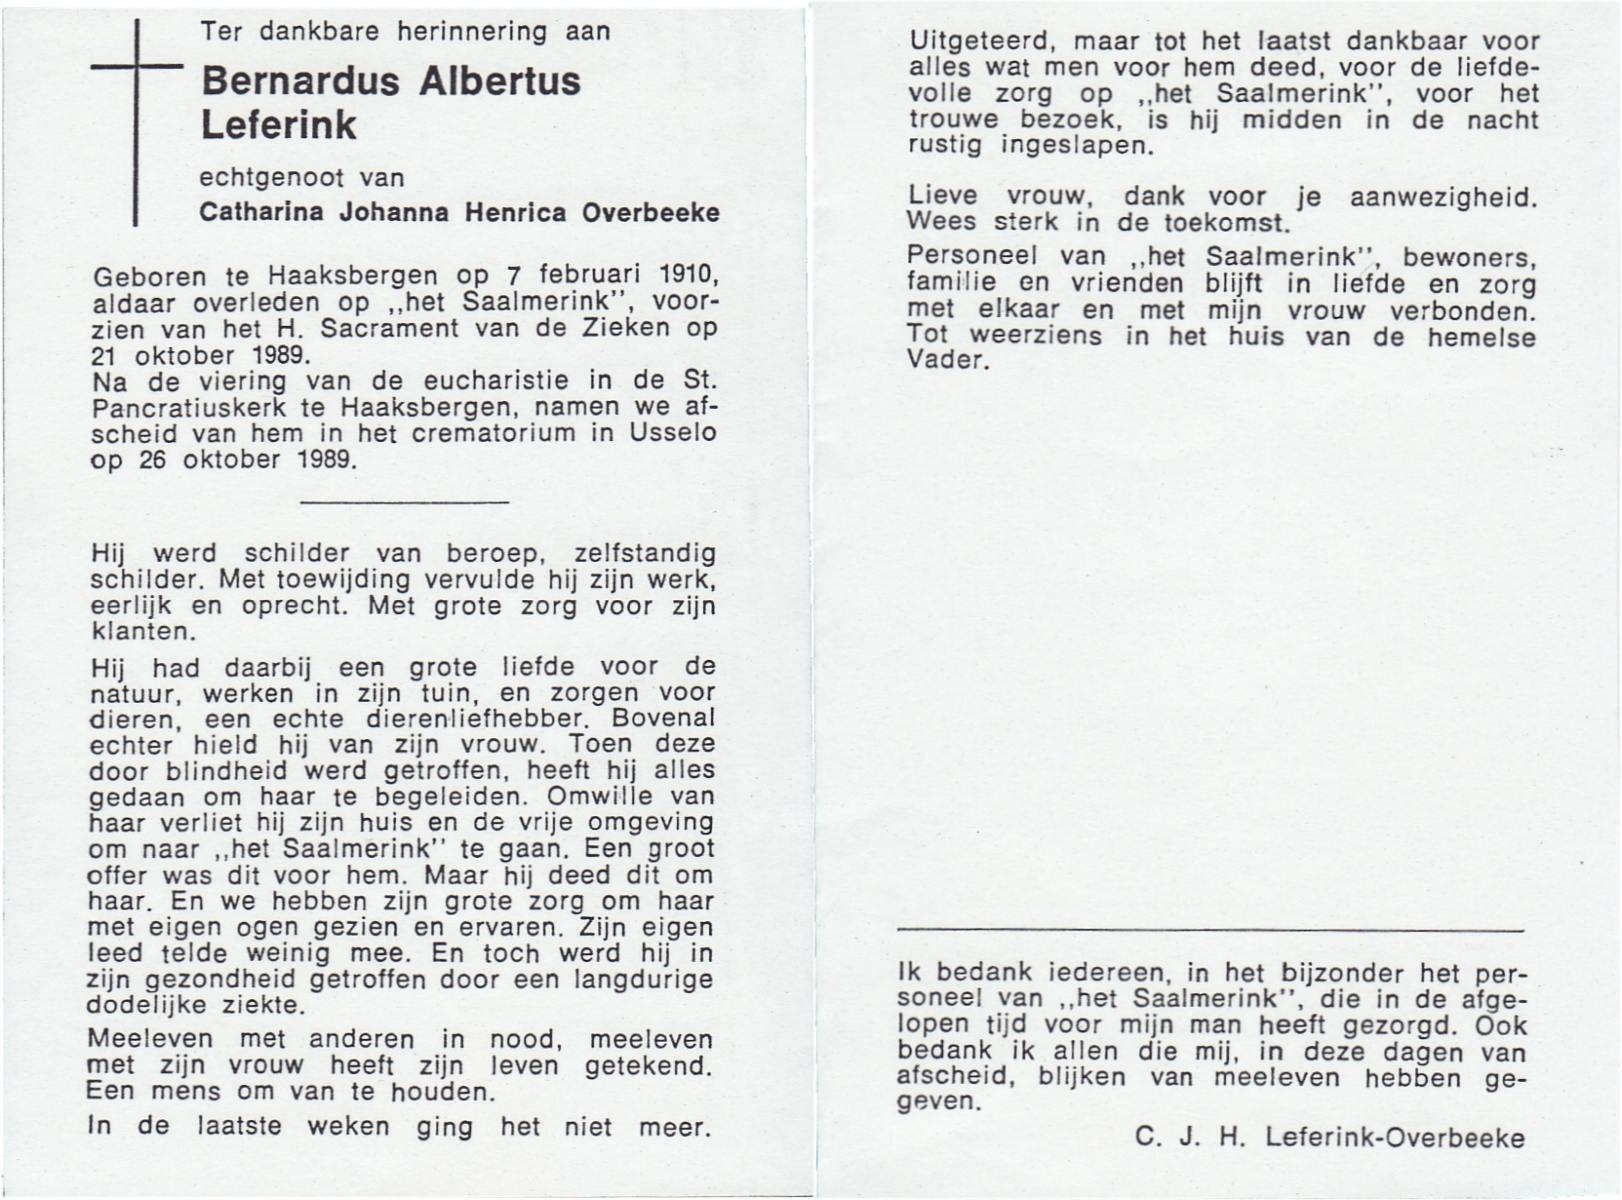 Ter dankbare herinnering aan
Bernardus Albertus
Leferink
echtgenoot van
Catharina Johanna Henrica Overbeeke
Geboren te Haaksbergen op 7 februari 1910,
aldaar overleden op ,,het Saalmerink'', voor-
zien van het H. Sacrament van de Zieken op
21 oktober 1989.
Na de viering van de eucharistie in de St.
Pancratiuskerk te Haaksbergen, namen we af-
scheid van hem in het crematorium in Usselo
op 26 oktober 1989.
Hij werd schilder van beroep, zelfstandig
schilder. Met toewijding vervulde hij zijn werk,
eerlijk en oprecht. Met grote zorg voor zijn
klanten.
Hij had daarbij een grote liefde voor de
natuur, werken in zijn tuin, en zorgen voor
dieren, een echte dierenliefhebber. Bovenal
echter hield hij van zijn vrouw. Toen deze
door blindheid werd getroffen, heeft hij alles
gedaan om haar te begeleiden. Omwille van
haar verliet hij zijn huis en de vrije omgeving
om naar ,,het Saalmerink'' te gaan. Een groot
offer was dit voor hem. Maar hij deed dit om
haar. En we hebben zijn grote zorg om haar
met eigen ogen gezien en ervaren. Zijn eigen
leed telde weinig mee. En toch werd hij in
zijn gezondheid getroffen door een langdurige
dodelijke ziekte.
Meeleven met anderen in nood, meeleven
met zijn vrouw heeft zijn leven getekend.
Een mens om van te houden.
In de laatste weken ging het niet meer.
Uitgeteerd, maar tot het laatst dankbaar voor
alles wat men voor hem deed, voor de liefde-
volle zorg op ,,het Saalmerink'', voor het
trouwe bezoek, is hij midden in de nacht
rustig ingeslapen.
Lieve vrouw, dank voor je aanwezigheid.
Wees sterk in de toekomst.
Personeel van ,,het Saalmerink'', bewoners,
familie en vrienden blijft in liefde en zorg
met elkaar en met mijn vrouw verbonden.
Tot weerziens in het huis van de hemelse
Vader.
Ik bedank iedereen, in het bijzonder het per-
soneel van ,,het Saalmerink'', die in de afge-
lopen tijd voor mijn man heeft gezorgd. Ook
bedank ik allen die mij, in deze dagen van
afscheid, blijken van meeleven hebben ge-
geven.
C. J. H. Leferink-Overbeeke